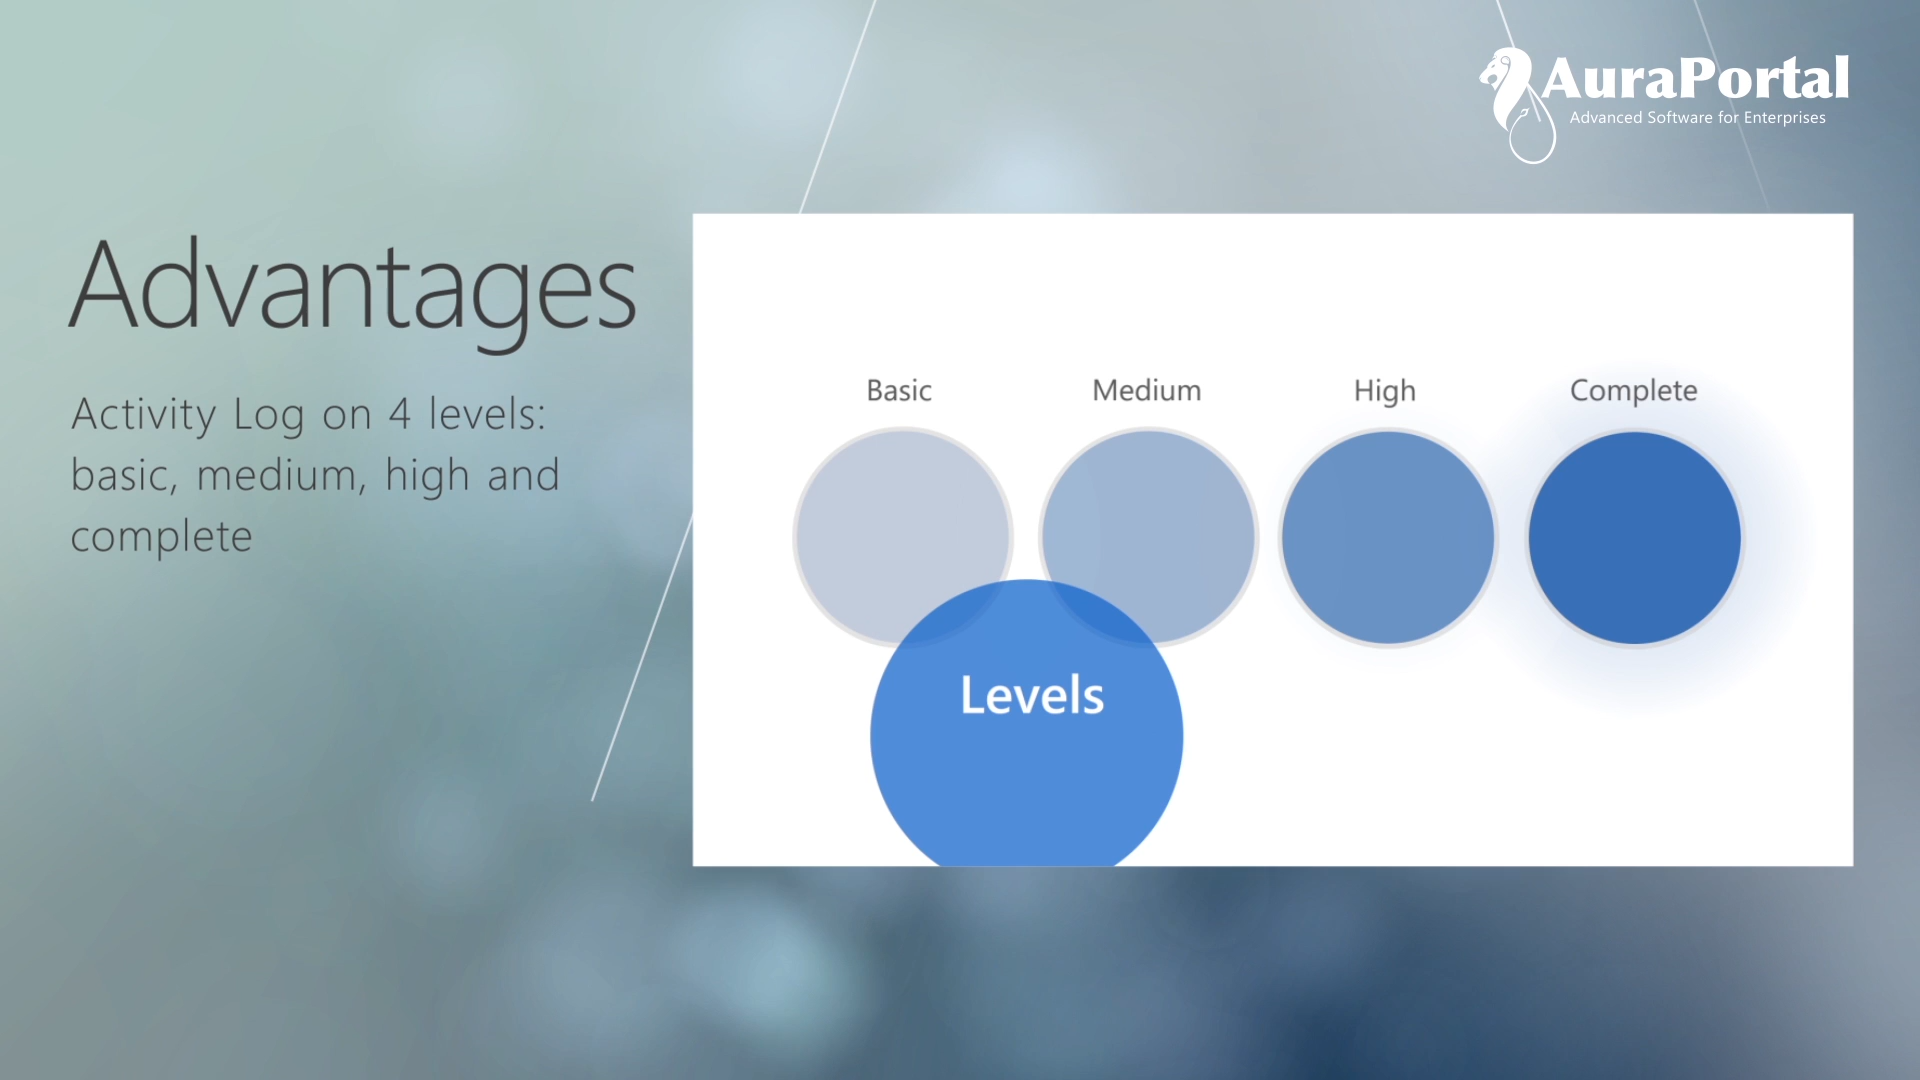 AuraPortal
Advanced Software for Enterprises
Advantages
Activity Log on 4 levels:
basic, medium, high and
complete
Basic
Medium
High
Complete
Levels